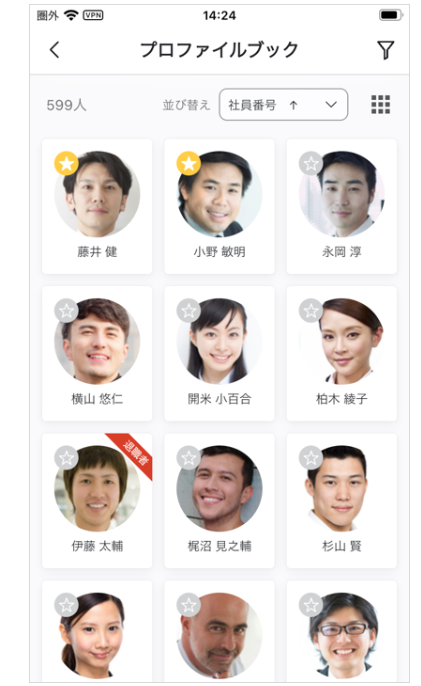 圏外 VPN 14:24
プロファイルブック
599人 並び替え 社員番号 ↑
藤井 健 小野 敏明 永岡 淳
横山 悠仁 開米 小百合 柏木 綾子
退職者
伊藤 太輔 梶沼 見之輔 杉山 賢